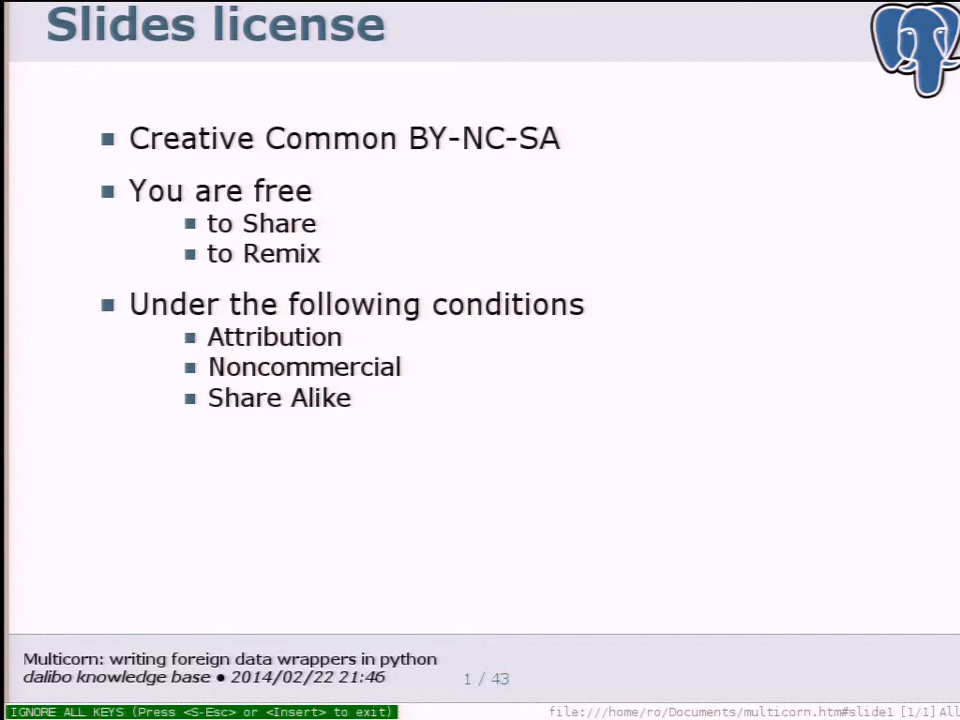 Slides license
Creative Common BY-NC-SA
You are free
to Share
to Remix
Under the following conditions
Attribution
Noncommercial
Share Alike
Multicorn: writing foreign data wrappers in python
dalibo knowledge base ● 2014/02/22 21:46
1 / 43
IGNORE ALL KEYS (Press <S-Esc> or <Insert> to exit)
file:///home/ro/Documents/multicorn.htm#slide1 [1/1] All